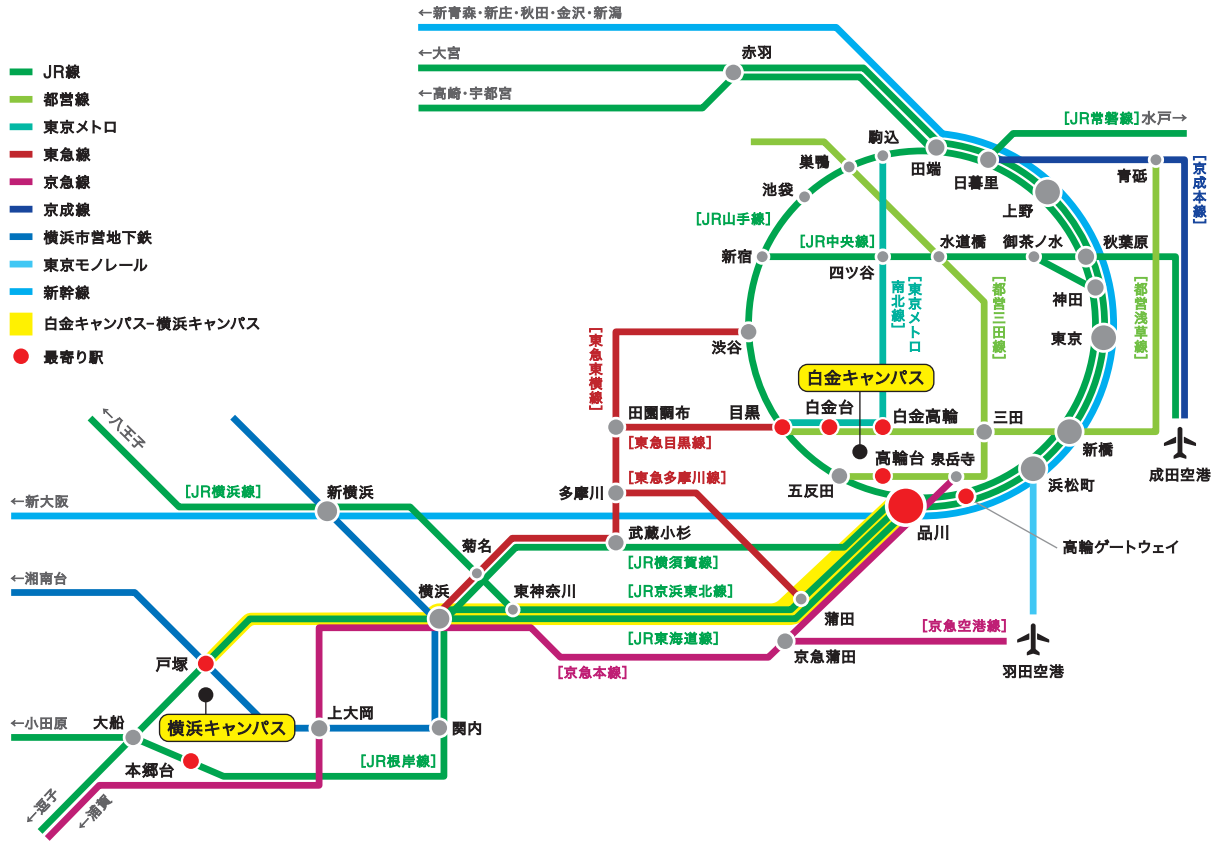 ←新青森・新庄・秋田・金沢・新潟
←大宮
赤羽
←高崎・宇都宮
JR線
都営線
東京メトロ
東急線
京急線
京成線
横浜市営地下鉄
東京モノレール
新幹線
白金キャンパス−横浜キャンパス
最寄り駅
[JR常磐線]水戸→
駒込
巣鴨
田端
日暮里
青砥
[京成本線]
池袋
上野
[JR山手線]
[JR中央線]
水道橋
御茶ノ水
秋葉原
新宿
四ツ谷
神田
[東京メトロ
南北線]
[都営三田線]
[都営浅草線]
東京
渋谷
[東急東横線]
白金キャンパス
田園調布
目黒
白金台
白金高輪
三田
新橋
[東急目黒線]
高輪台
泉岳寺
成田空港
[東急多摩川線]
五反田
浜松町
←八王子
[JR横浜線]
新横浜
多摩川
←新大阪
武蔵小杉
品川
高輪ゲートウェイ
菊名
[JR横須賀線]
←湘南台
横浜
東神奈川
[JR京浜東北線]
蒲田
[京急空港線]
[JR東海道線]
京急蒲田
羽田空港
戸塚
[京急本線]
←小田原
大船
横浜キャンパス
上大岡
関内
本郷台
[JR根岸線]
←逗子
←浦賀